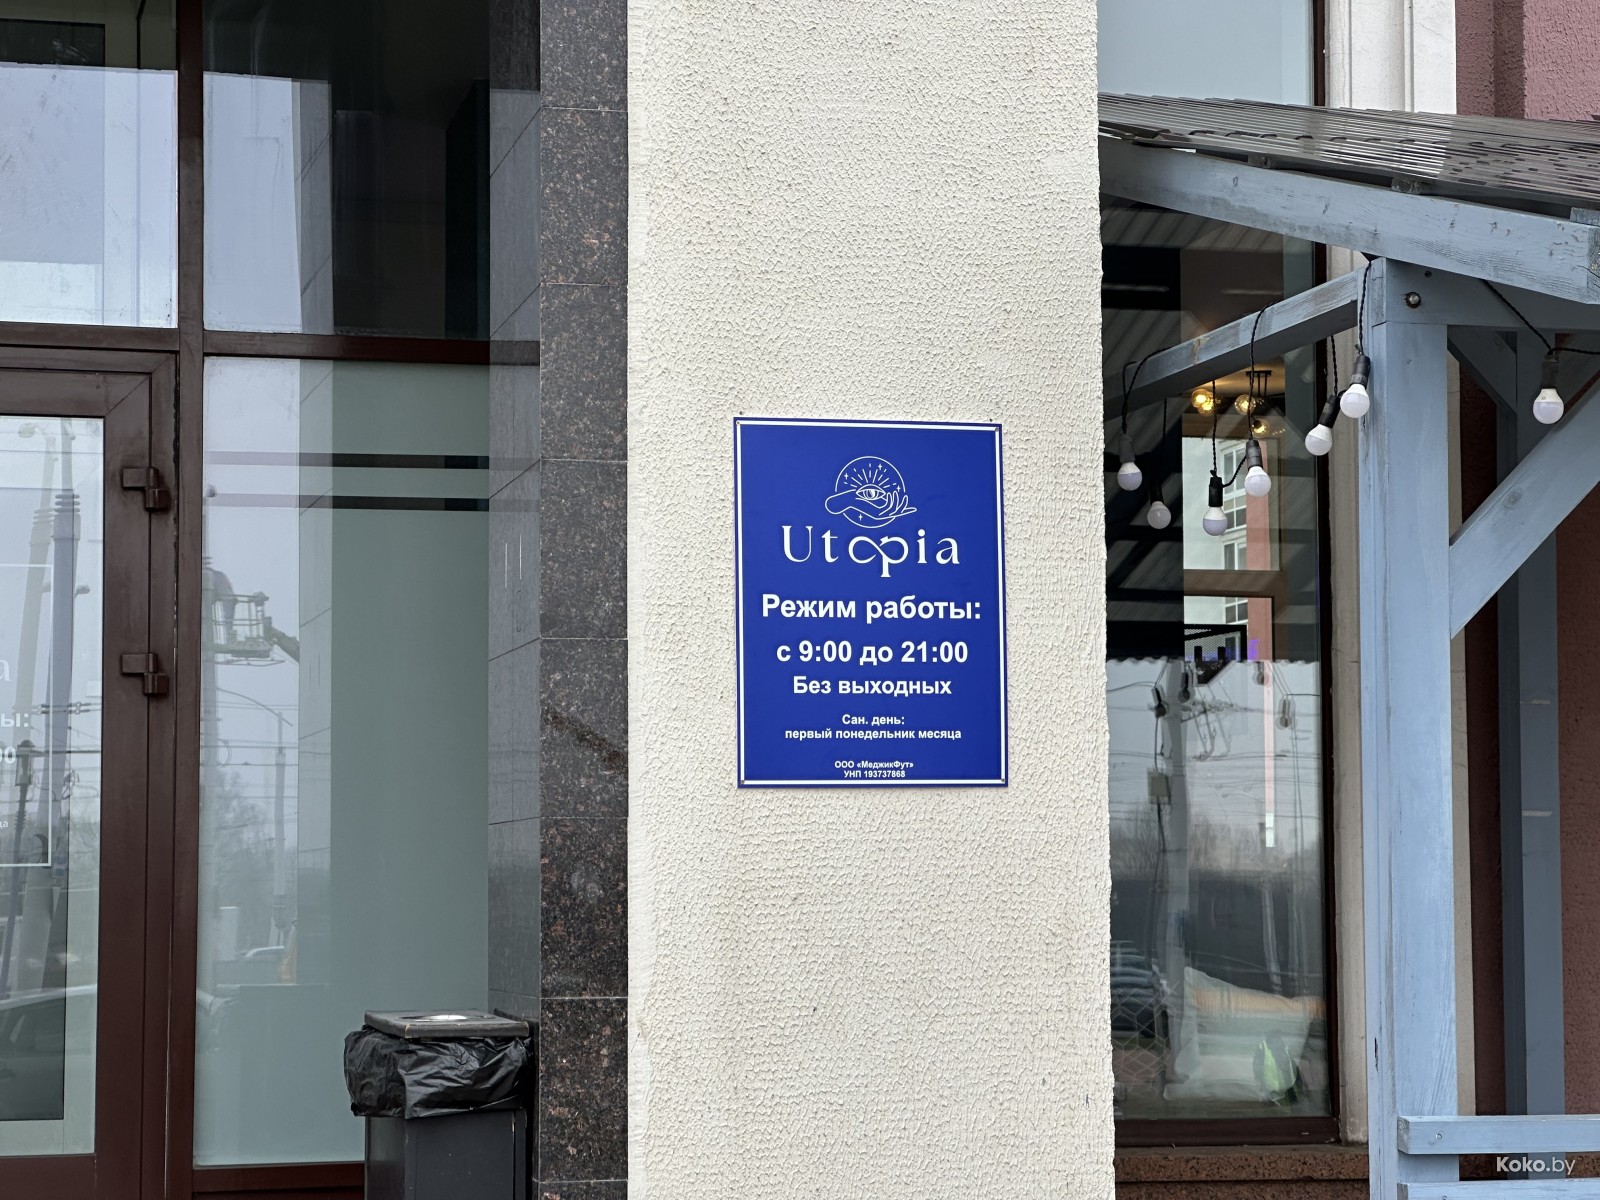 Utopia
Режим работы:
с 9:00 до 21:00
Без выходных
Сан. день:
первый понедельник месяца
ООО «МеджикФут»
УНП 193737868
Koko.by